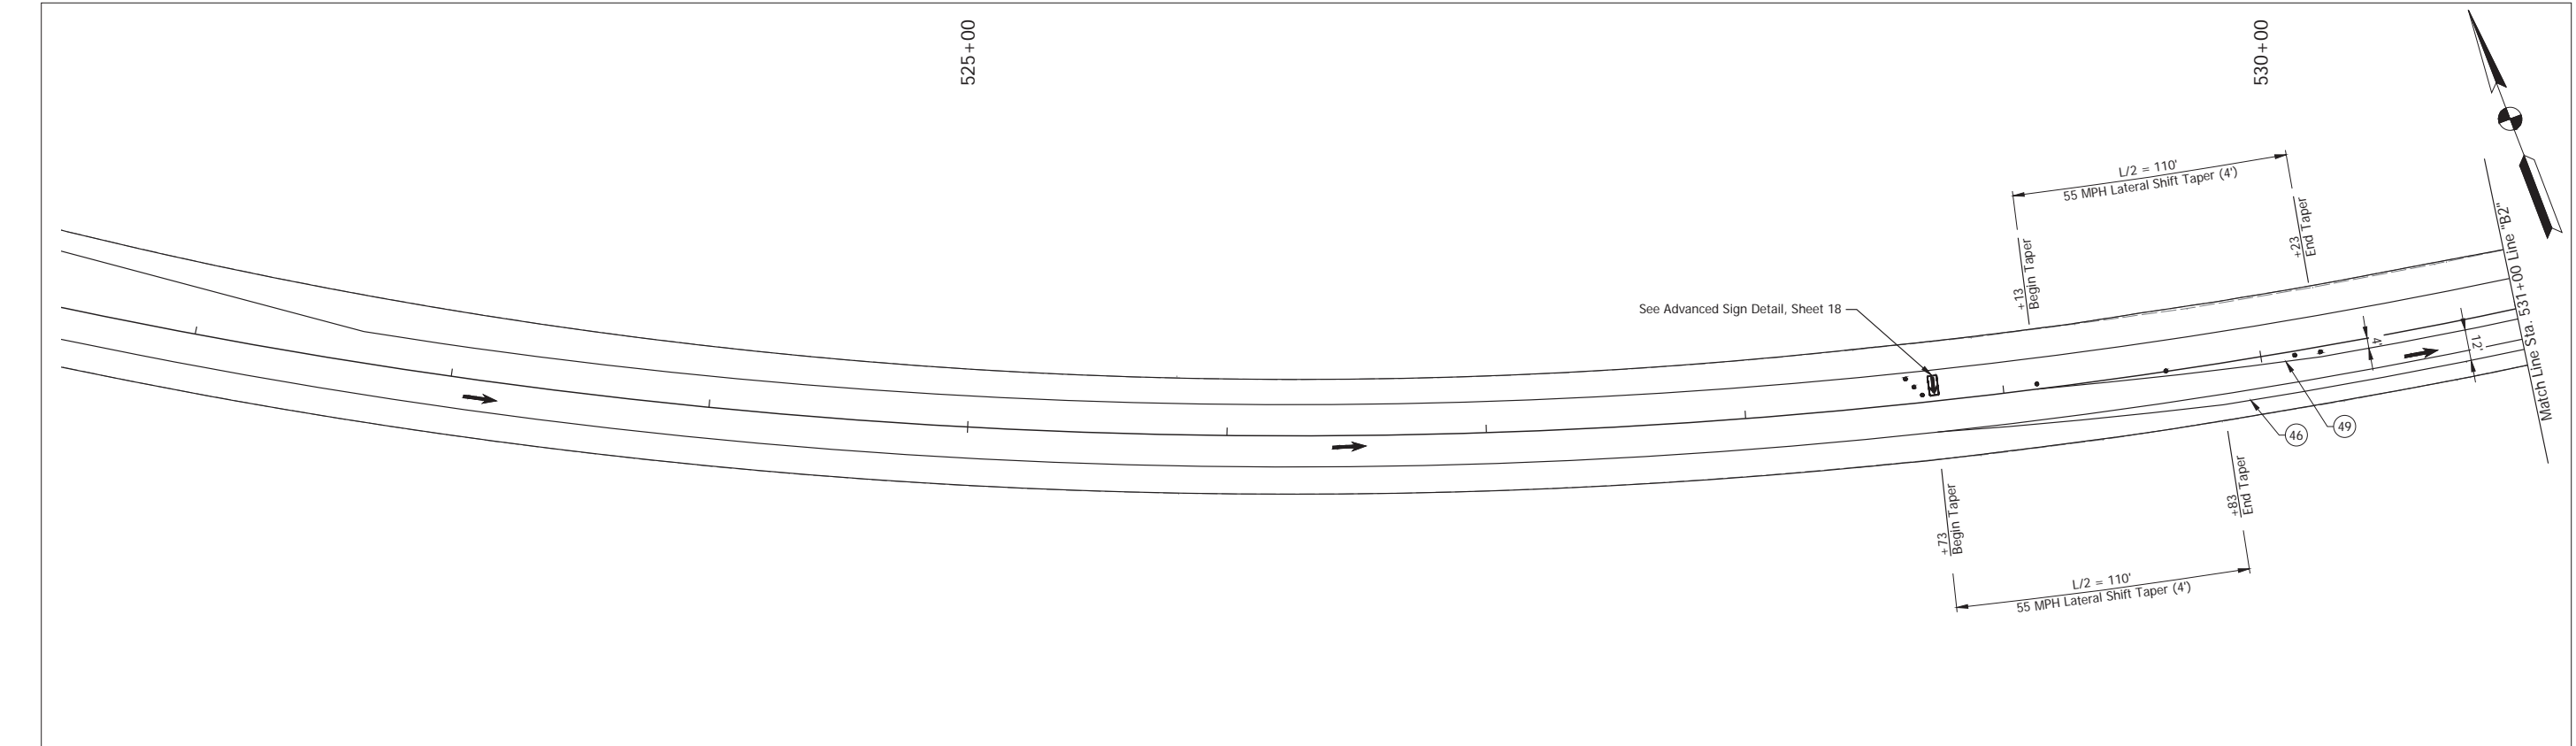 525+00
530+00
L/2 = 110'
55 MPH Lateral Shift Taper (4')
+13
Begin Taper
+23
End Taper
See Advanced Sign Detail, Sheet 18
4'
12'
Match Line Sta. 531+00 Line "B2"
46
49
+73
Begin Taper
+83
End Taper
L/2 = 110'
55 MPH Lateral Shift Taper (4')